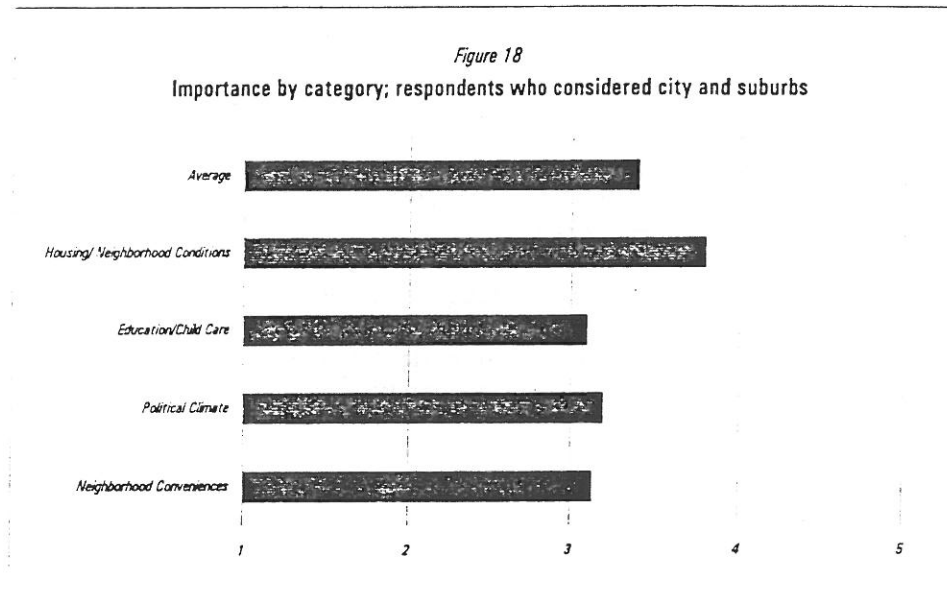 Figure 18
Importance by category; respondents who considered city and suburbs
Average
Housing/ Neighborhood Conditions
Education/Child Care
Political Climate
Neighborhood Conveniences
1 2 3 4 5